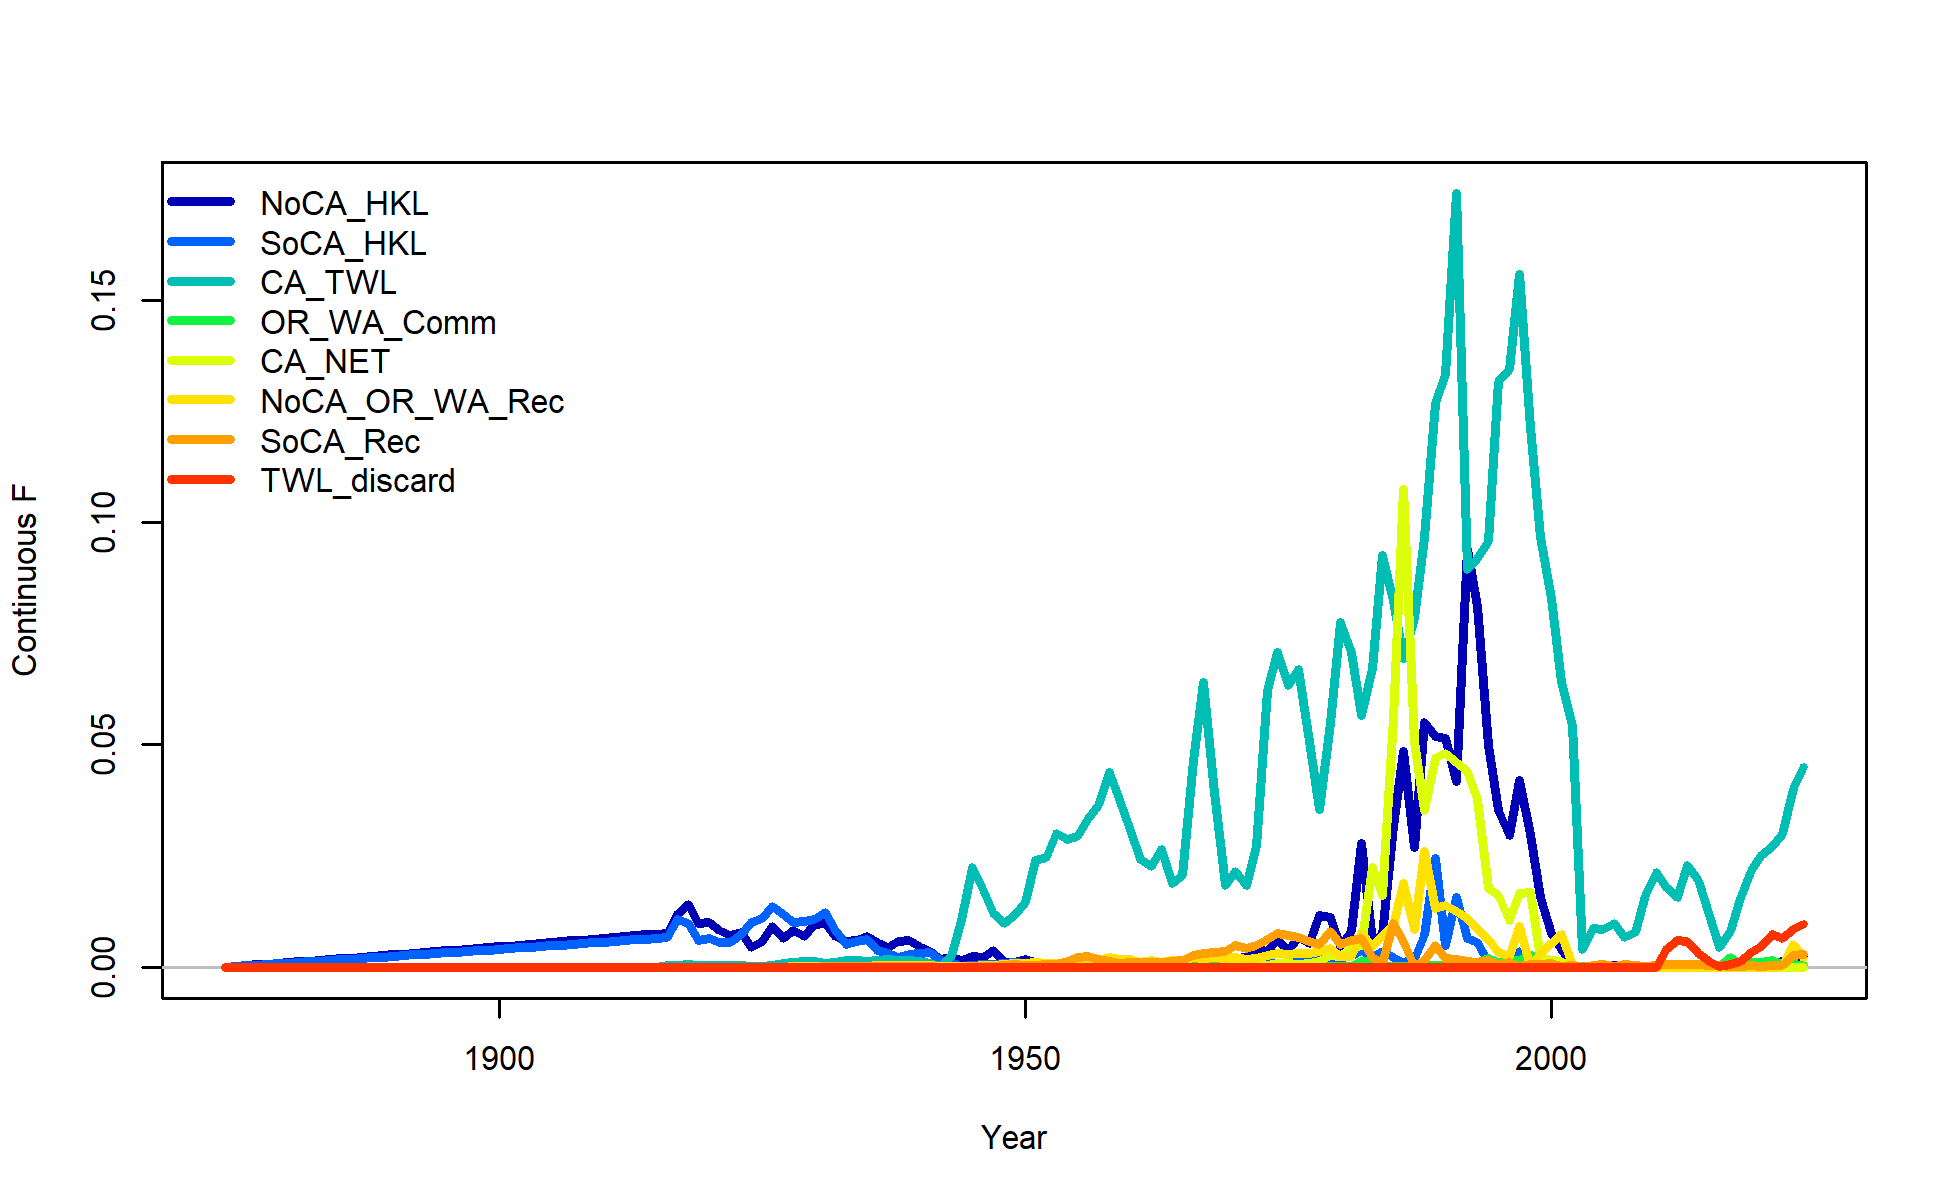 NoCA_HKL
SoCA_HKL
CA_TWL
OR_WA_Comm
CA_NET
NoCA_OR_WA_Rec
SoCA_Rec
TWL_discard
Continuous F
0.15
0.10
0.05
0.00
1900
1950
2000
Year